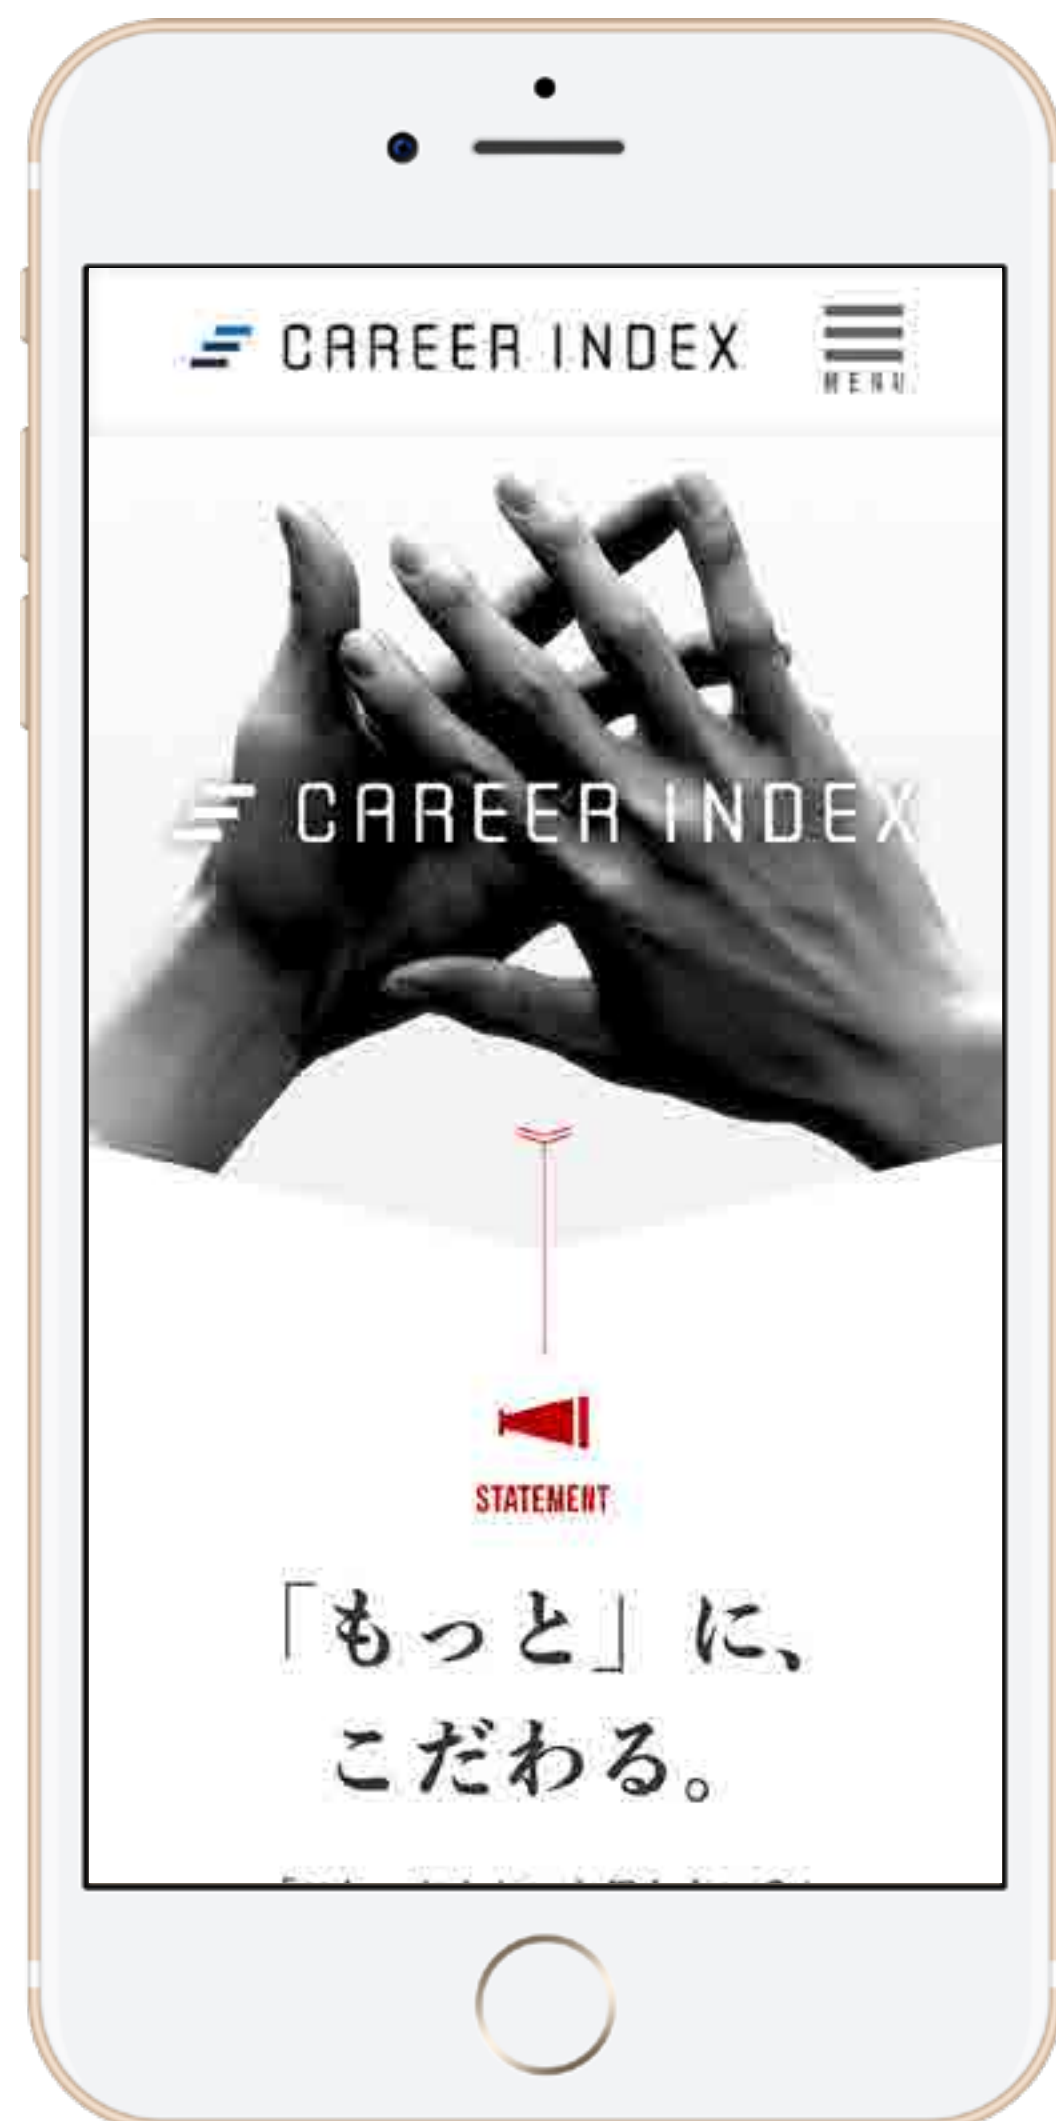 CAREER INDEX
MENU
CAREER INDEX
STATEMENT
「もっと」に、
こだわる。